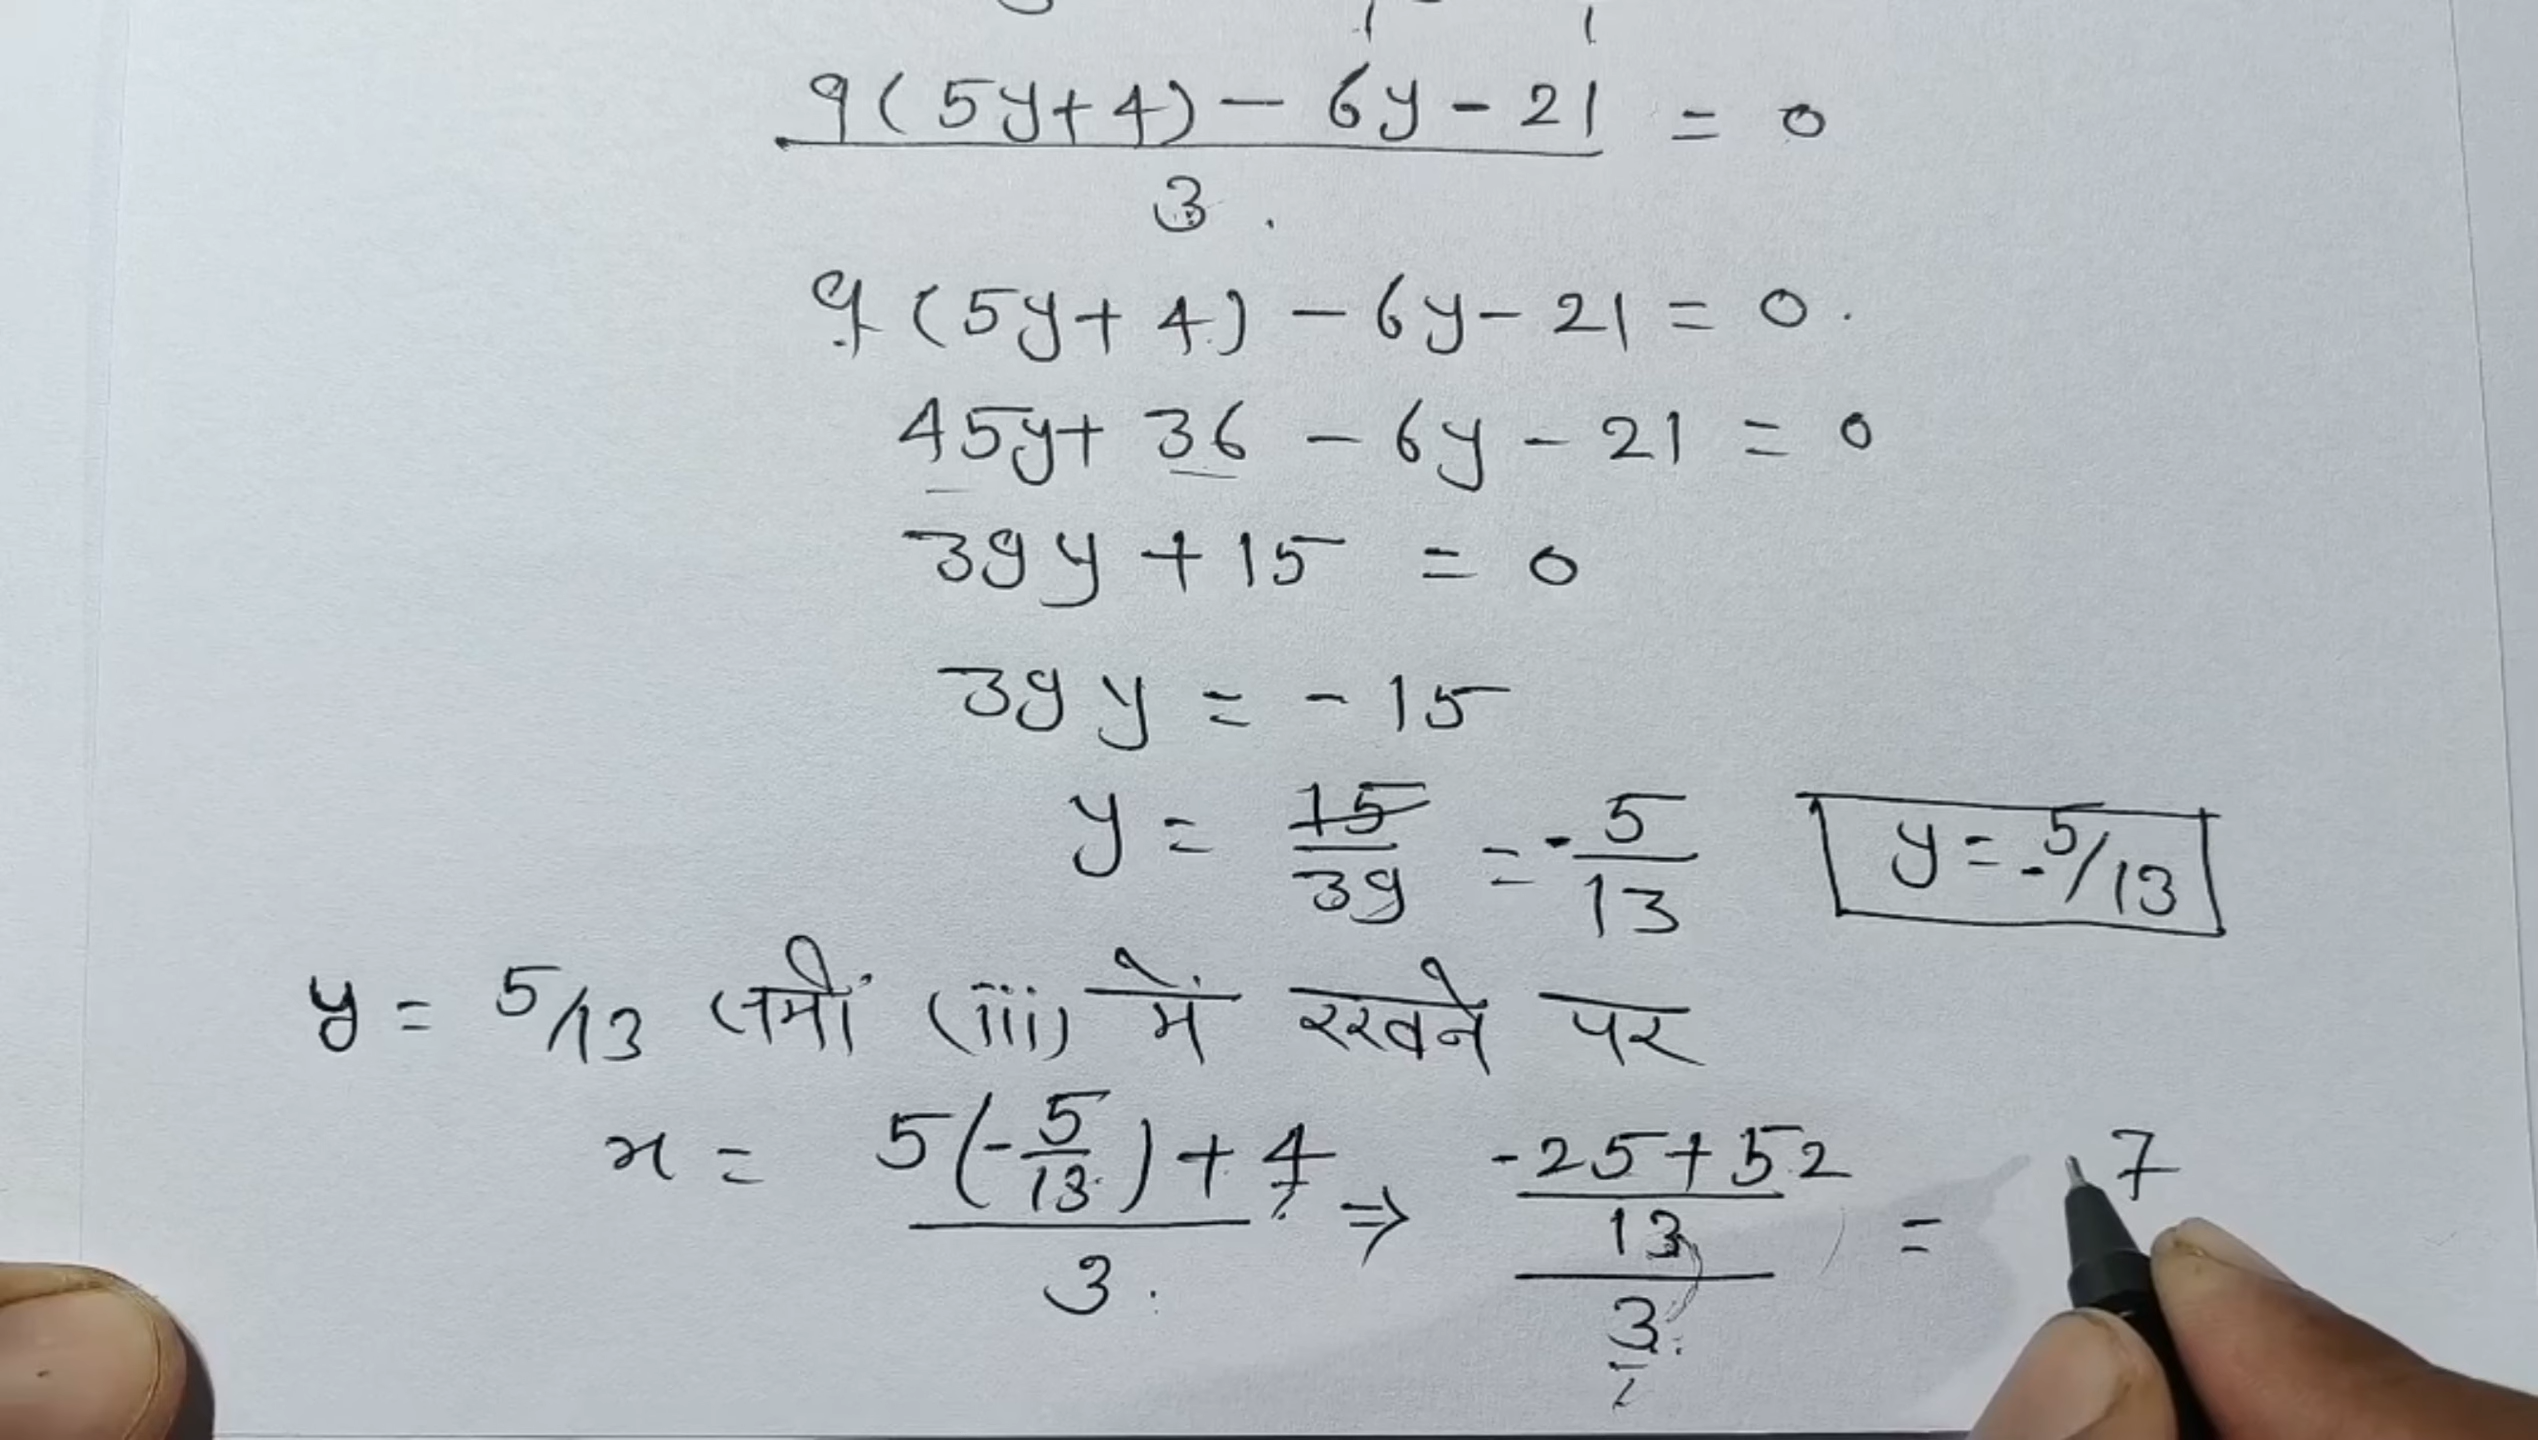 9(5y+4) - 6y - 21 = 0
3.
9(5y+4) - 6y - 21 = 0.
45y + 36 - 6y - 21 = 0
39y + 15 = 0
39y = - 15
y = 15/39 = -5/13 y = -5/13
y = 5/13 समी (iii) में रखने पर
x = 5(-5/13) + 4 ⇒ -25+52 = 7
13
3. 3